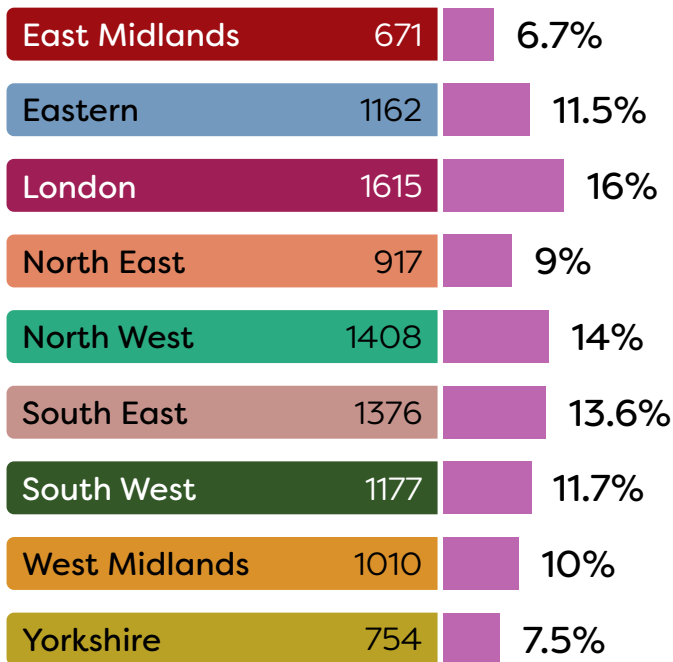 East Midlands 671 6.7%
Eastern 1162 11.5%
London 1615 16%
North East 917 9%
North West 1408 14%
South East 1376 13.6%
South West 1177 11.7%
West Midlands 1010 10%
Yorkshire 754 7.5%